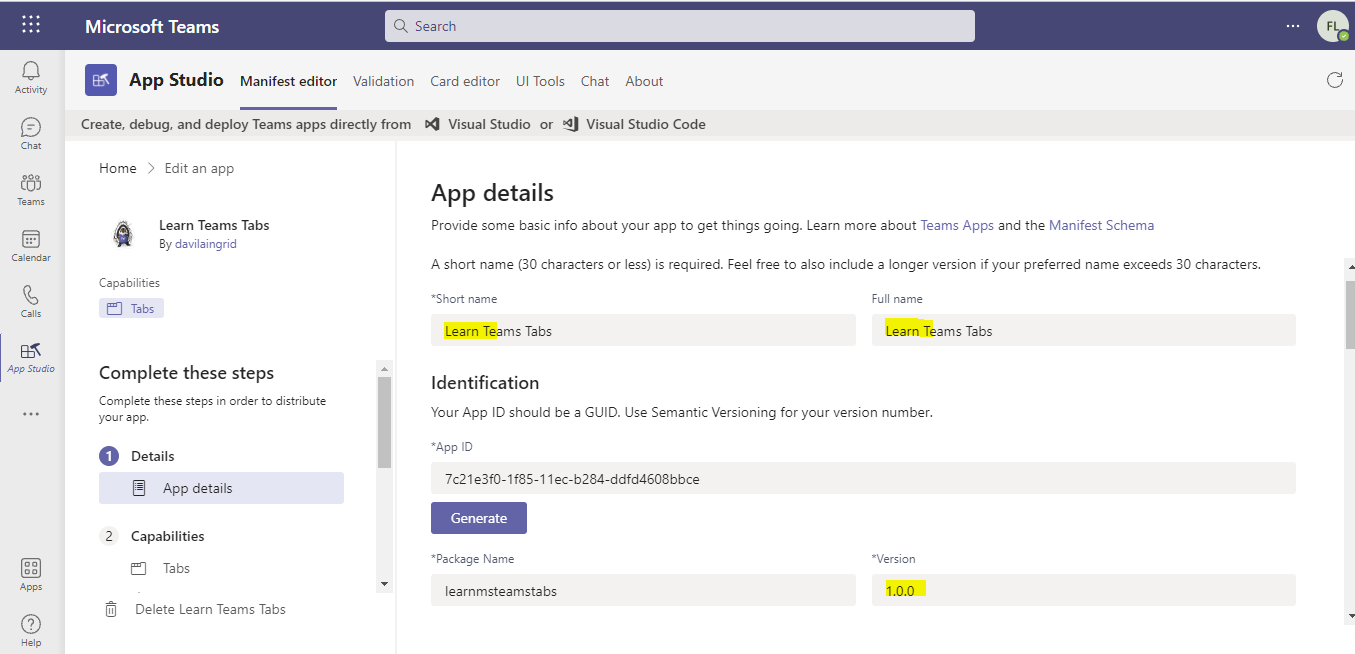 Microsoft Teams
Search
FL
Activity
Chat
Teams
Calendar
Calls
App Studio
Apps
Help
App Studio Manifest editor Validation Card editor UI Tools Chat About
Create, debug, and deploy Teams apps directly from Visual Studio or Visual Studio Code
Home Edit an app
Learn Teams Tabs
By davilaingrid
Capabilities
Tabs
Complete these steps
Complete these steps in order to distribute
your app.
1 Details
App details
2 Capabilities
Tabs
Delete Learn Teams Tabs
App details
Provide some basic info about your app to get things going. Learn more about Teams Apps and the Manifest Schema
A short name (30 characters or less) is required. Feel free to also include a longer version if your preferred name exceeds 30 characters.
*Short name Full name
Learn Teams Tabs Learn Teams Tabs
Identification
Your App ID should be a GUID. Use Semantic Versioning for your version number.
*App ID
7c21e3f0-1f85-11ec-b284-ddfd4608bbce
Generate
*Package Name *Version
learnmsteamstabs 1.0.0